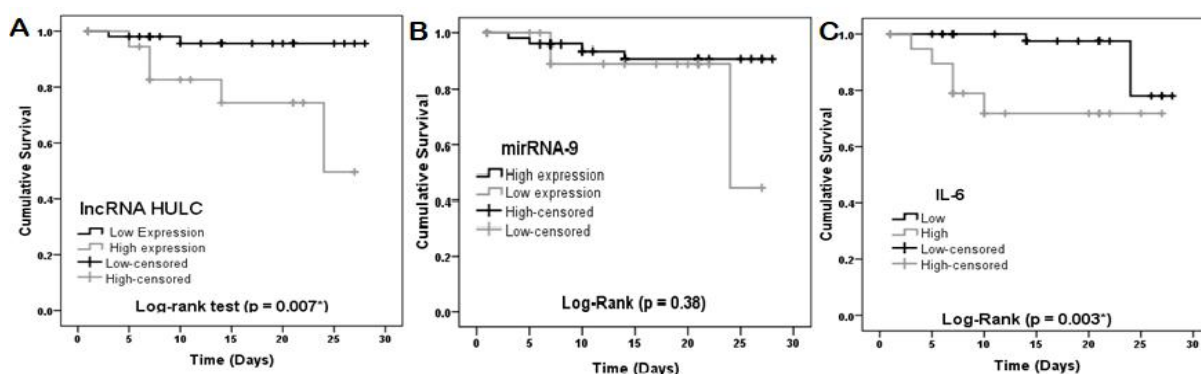 A
Cumulative Survival
1.0
0.8
0.6
0.4
0.2
0.0
lncRNA HULC
Low Expression
High expression
Low-censored
High-censored
Log-rank test (p = 0.007*)
0 5 10 15 20 25 30
Time (Days)
B
Cumulative Survival
1.0
0.8
0.6
0.4
0.2
0.0
mirRNA-9
High expression
Low expression
High-censored
Low-censored
Log-Rank (p = 0.38)
0 5 10 15 20 25 30
Time (Days)
C
Cumulative Survival
1.0
0.8
0.6
0.4
0.2
0.0
IL-6
Low
High
Low-censored
High-censored
Log-Rank (p = 0.003*)
0 5 10 15 20 25 30
Time (Days)